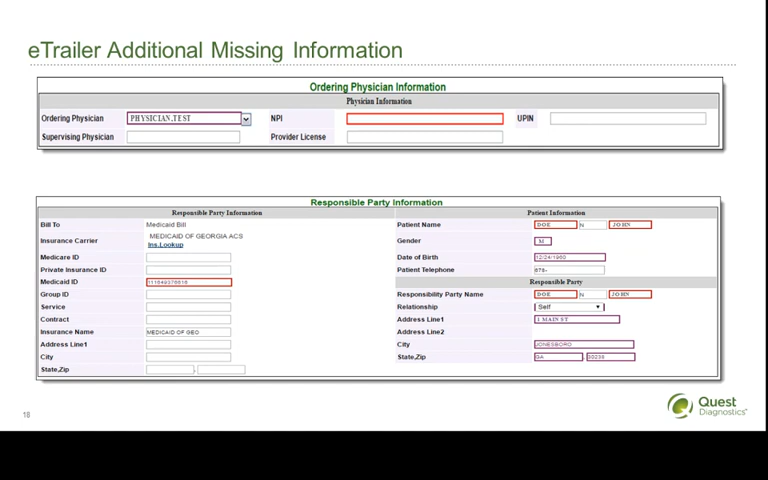 eTrailer Additional Missing Information
Ordering Physician Information
Physician Information
Ordering Physician PHYSICIAN,TEST NPI UPIN
Supervising Physician Provider License
Responsible Party Information
Responsible Party Information
Bill To Medicaid Bill
Insurance Carrier MEDICAID OF GEORGIA ACS
Ins.Lookup
Medicare ID
Private Insurance ID
Medicaid ID
Group ID
Service
Contract
Insurance Name MEDICAID OF GEO
Address Line1
City
State,Zip -
Patient Information
Patient Name DOE N JOHN
Gender M
Date of Birth 12/24/1960
Patient Telephone 678-
Responsible Party
Responsibility Party Name DOE N JOHN
Relationship Self
Address Line1 1 MAIN ST
Address Line2
City JONESBORO
State,Zip GA - 30238
18
Quest
Diagnostics®